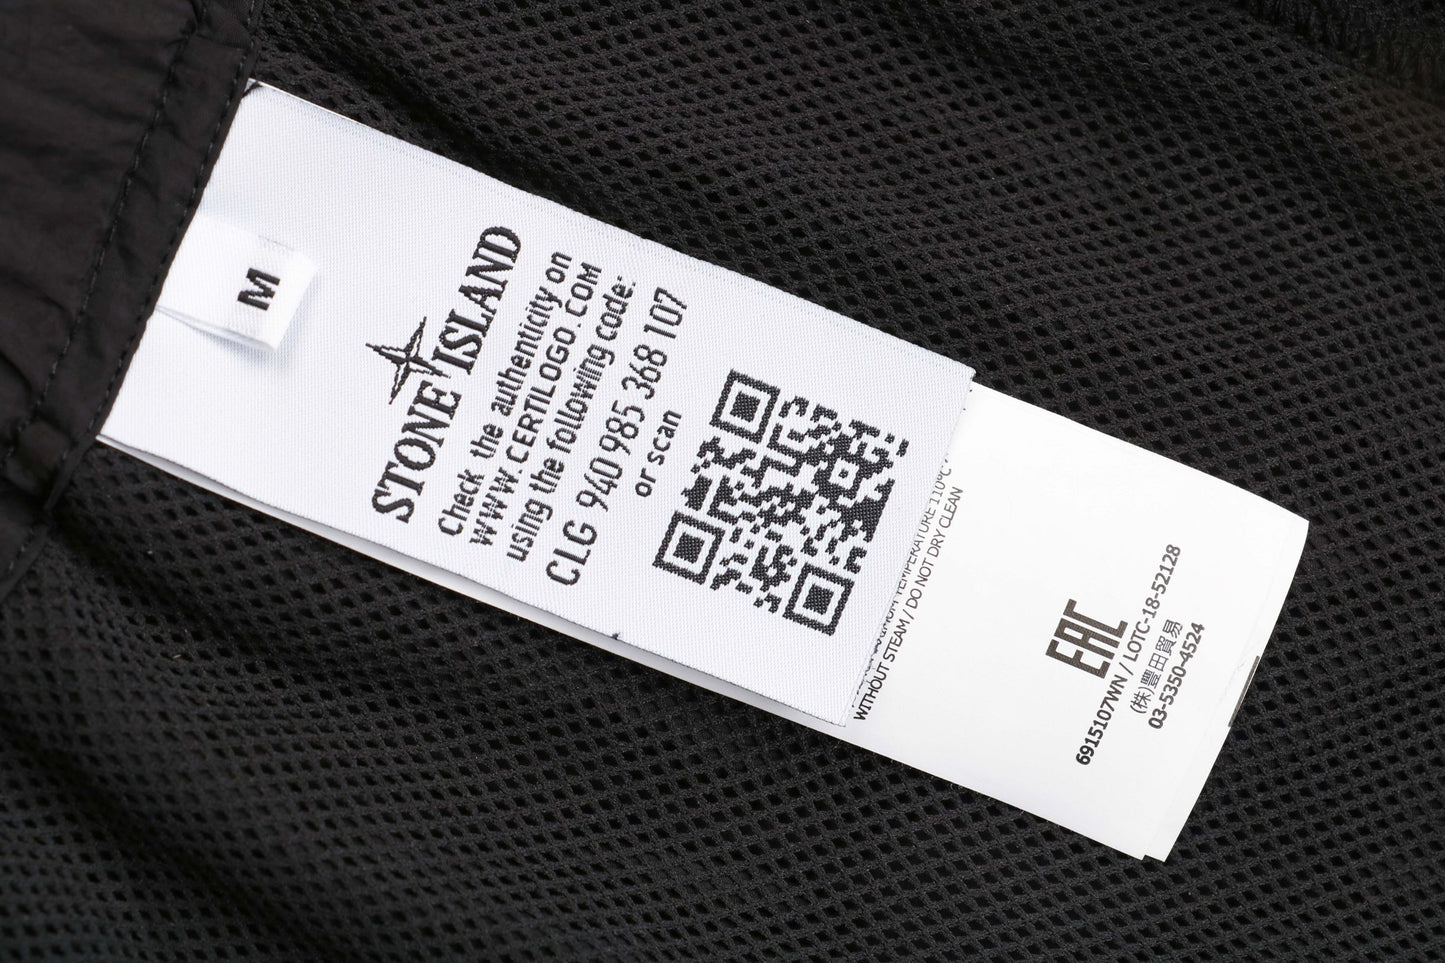 M
STONE ISLAND
Check the authenticity on
WWW.CERTILOGO.COM
using the following code:
CLG 940 985 368 107
or scan
TEMPERATURE 110°C
WITHOUT STEAM / DO NOT DRY CLEAN
EAC
6915107WN / LOTC-18-52128
(株)豊田貿易
03-5350-4524